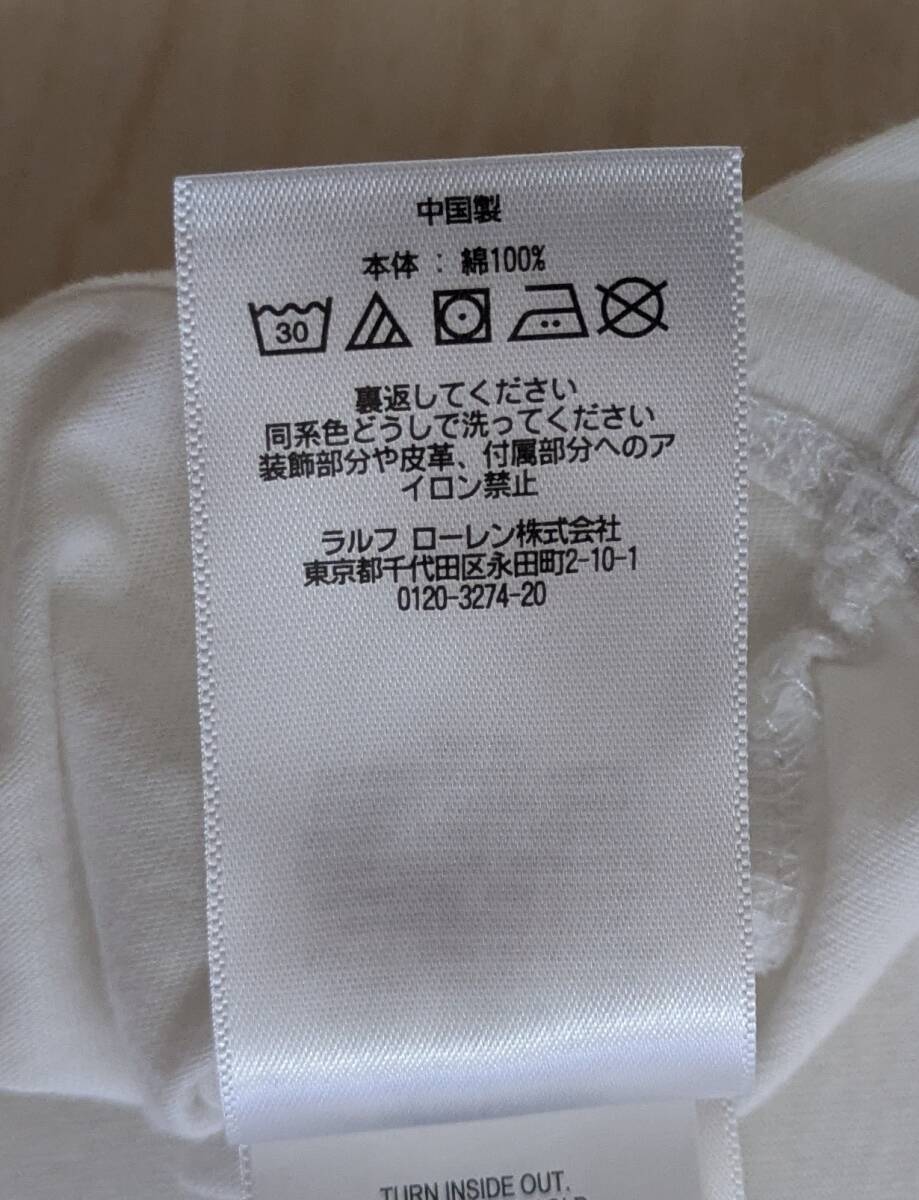 中国製
本体 : 綿100%
30
裏返してください
同系色どうしで洗ってください
装飾部分や皮革、付属部分へのア
イロン禁止
ラルフ ローレン株式会社
東京都千代田区永田町2-10-1
0120-3274-20
TURN INSIDE OUT.